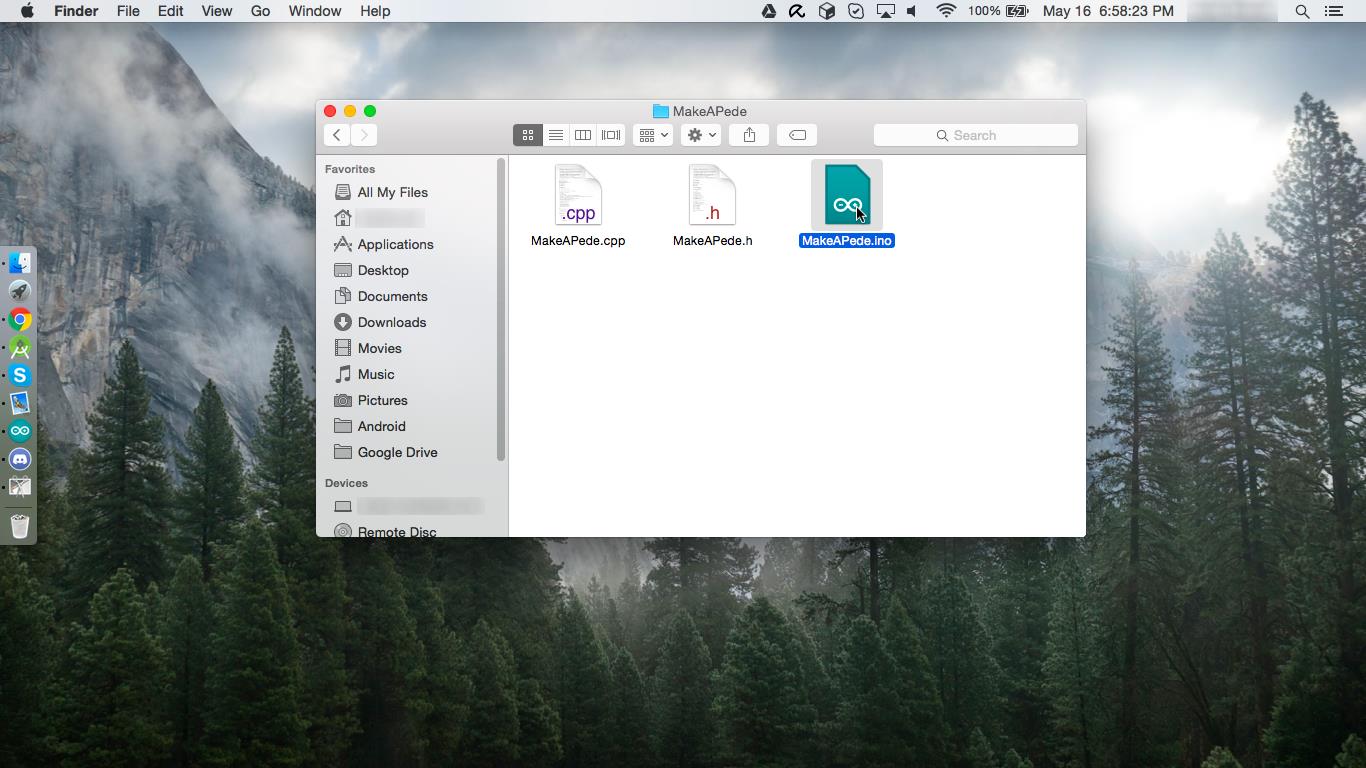 Finder File Edit View Go Window Help 100% May 16 6:58:23 PM
MakeAPede
Search
Favorites
All My Files
Applications
Desktop
Documents
Downloads
Movies
Music
Pictures
Android
Google Drive
Devices
Remote Disc
.cpp
MakeAPede.cpp
.h
MakeAPede.h
MakeAPede.ino
S